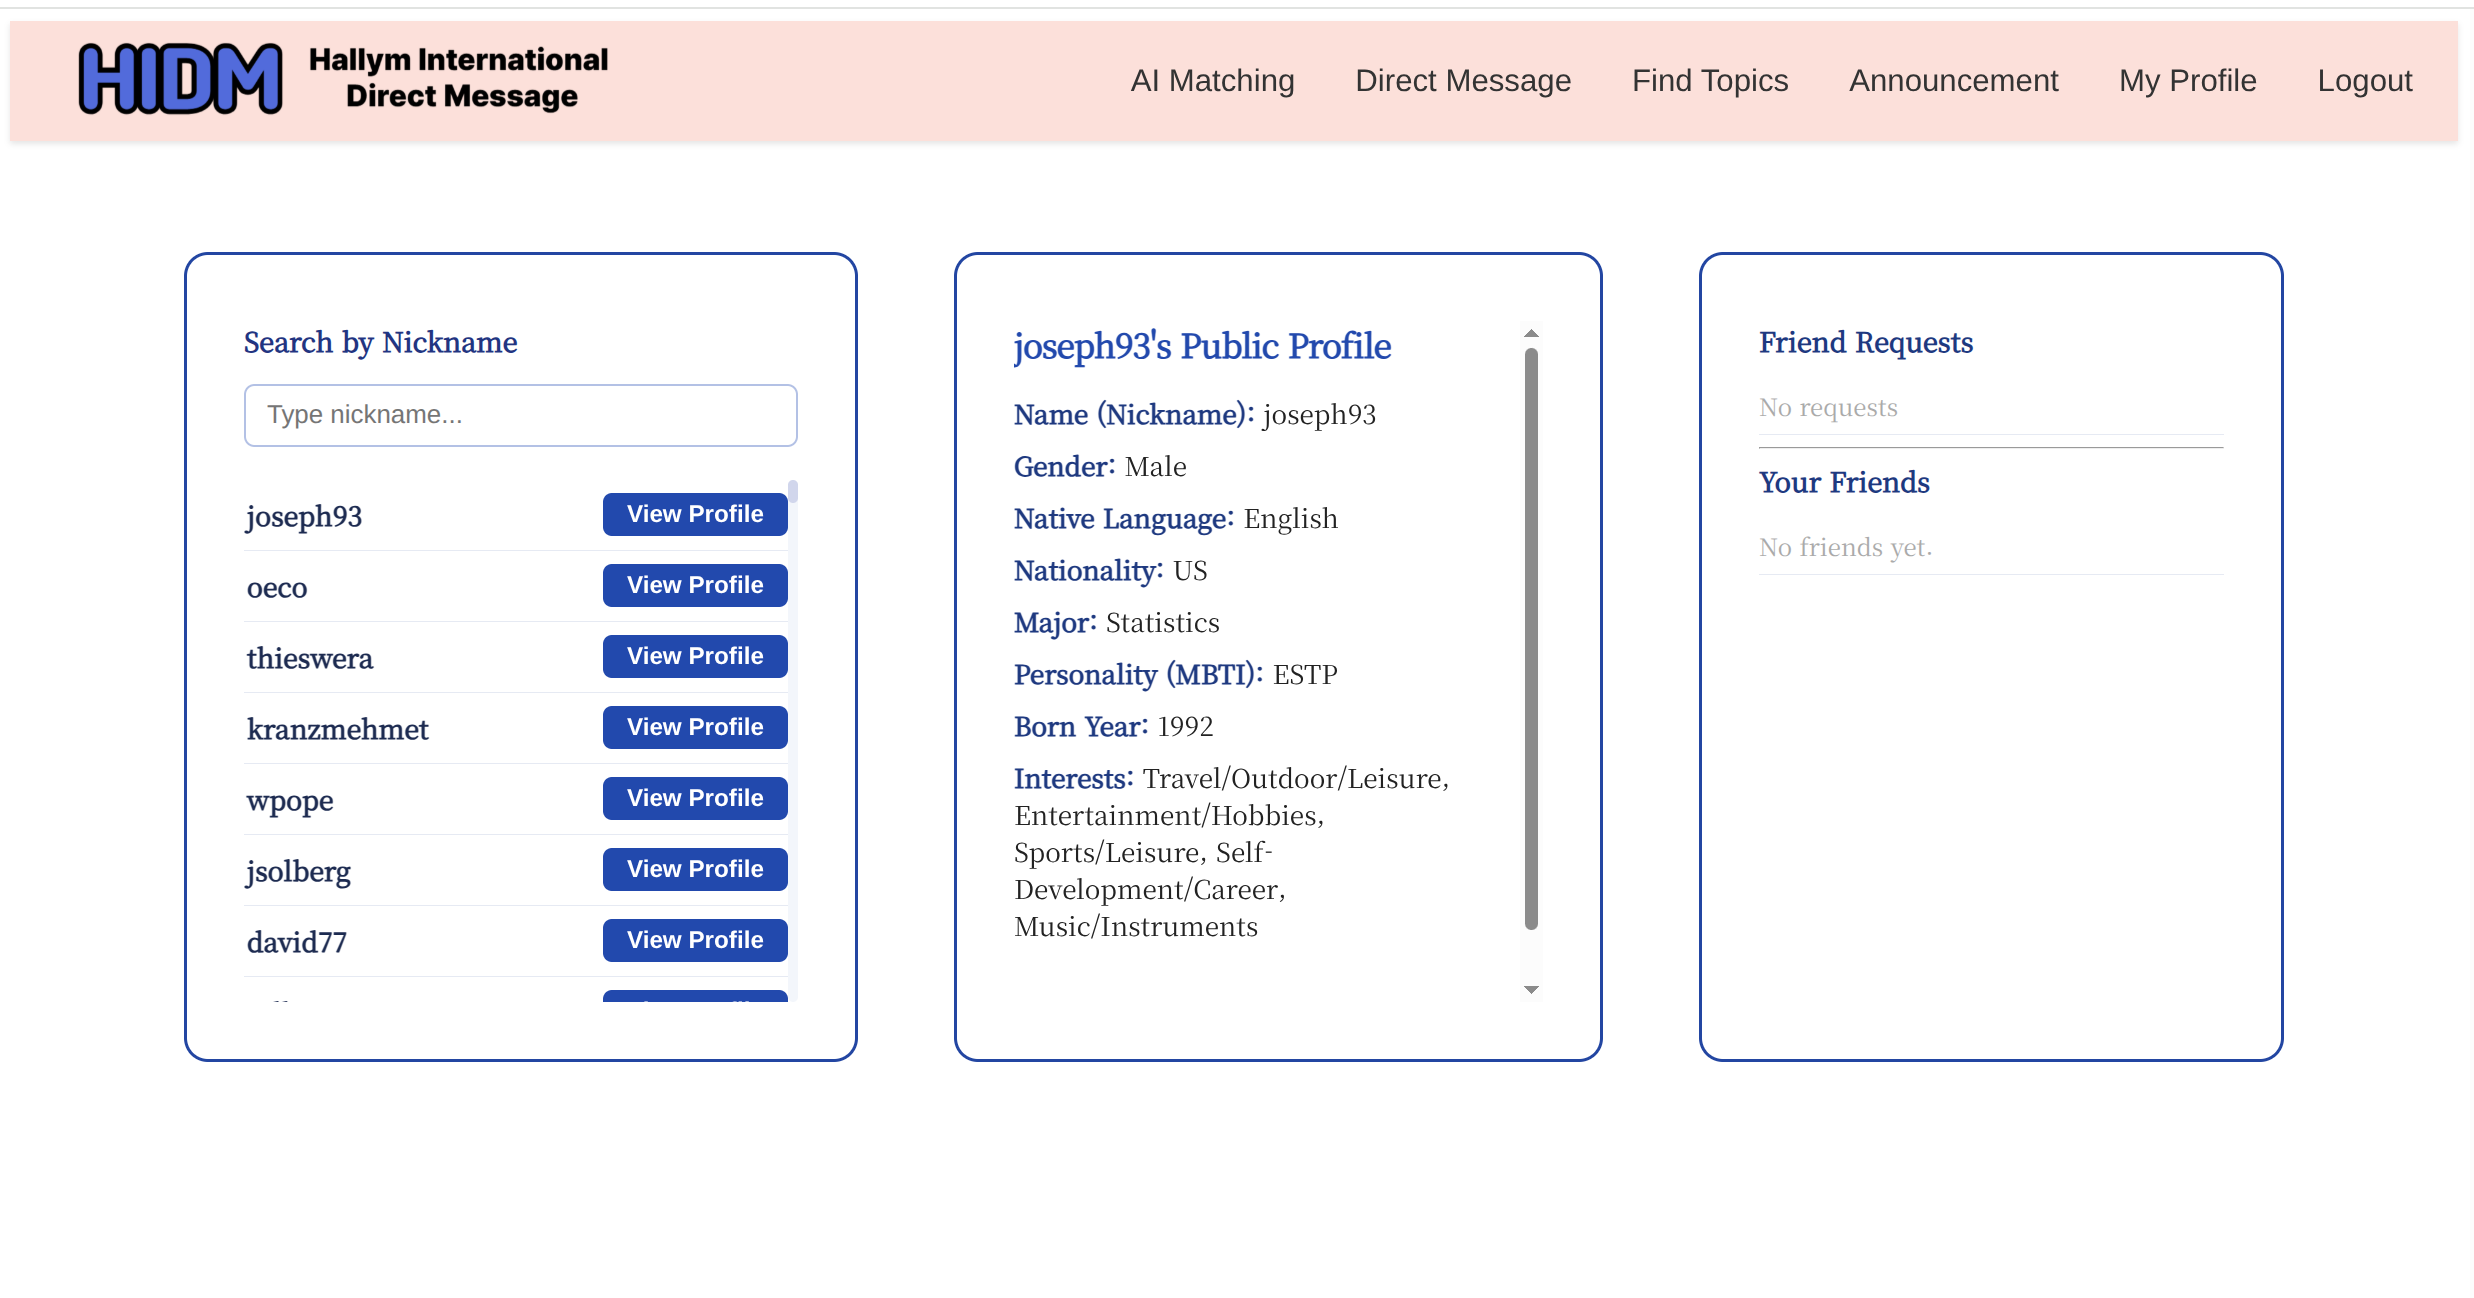 HIDM
Hallym International
Direct Message
AI Matching
Direct Message
Find Topics
Announcement
My Profile
Logout
Search by Nickname
Type nickname...
joseph93
View Profile
oeco
View Profile
thieswera
View Profile
kranzmehmet
View Profile
wpope
View Profile
jsolberg
View Profile
david77
View Profile
joseph93's Public Profile
Name (Nickname): joseph93
Gender: Male
Native Language: English
Nationality: US
Major: Statistics
Personality (MBTI): ESTP
Born Year: 1992
Interests: Travel/Outdoor/Leisure,
Entertainment/Hobbies,
Sports/Leisure, Self-
Development/Career,
Music/Instruments
Friend Requests
No requests
Your Friends
No friends yet.